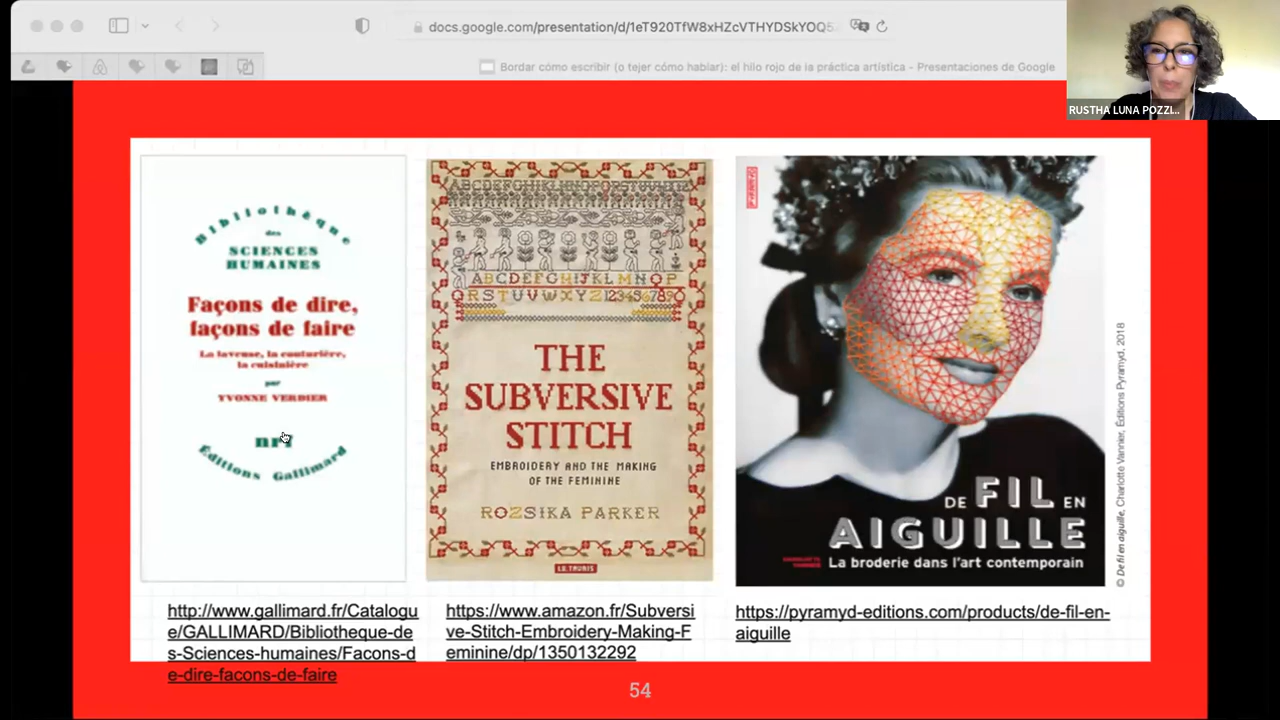 docs.google.com/presentation/d/1eT920TfW8xHZcVTHYDSkYOQ5
Bordar cómo escribir (o tejer cómo hablar): el hilo rojo de la práctica artística - Presentaciones de Google
RUSTHA LUNA POZZI...
Bibliothèque
des
SCIENCES
HUMAINES
Façons de dire,
façons de faire
La laveuse, la couturière,
la cuisinière
par
YVONNE VERDIER
nrf
Éditions Gallimard
ABCDEFGHIJKLMNOP
QRSTUVWXYZ123456789
THE
SUBVERSIVE
STITCH
EMBROIDERY AND THE MAKING
OF THE FEMININE
ROZSIKA PARKER
I.B.TAURIS
DE FIL EN
AIGUILLE
La broderie dans l'art contemporain
© De fil en aiguille, Charlotte Vannier, Éditions Pyramyd, 2018
http://www.gallimard.fr/Catalogu
e/GALLIMARD/Bibliotheque-de
s-Sciences-humaines/Facons-d
e-dire-facons-de-faire
https://www.amazon.fr/Subversi
ve-Stitch-Embroidery-Making-F
eminine/dp/1350132292
https://pyramyd-editions.com/products/de-fil-en-
aiguille
54